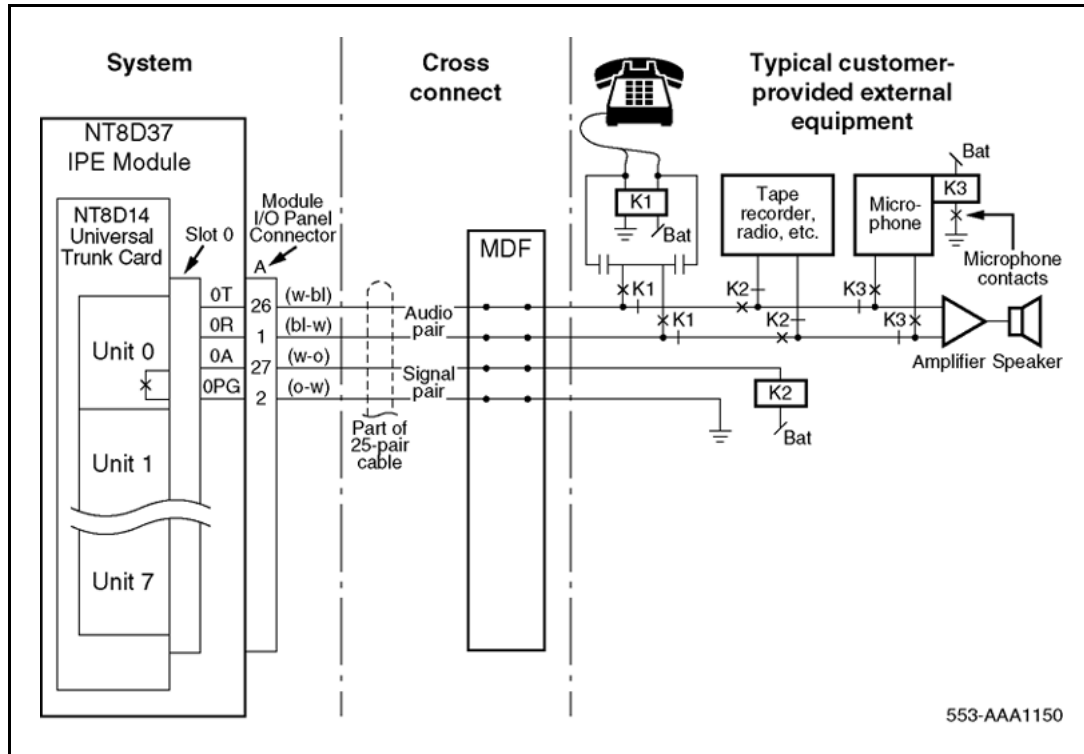 System
Cross
connect
Typical customer-
provided external
equipment
NT8D37
IPE Module
NT8D14
Universal
Trunk Card
Slot 0
Module
I/O Panel
Connector
A
MDF
K1
Bat
Tape
recorder,
radio, etc.
Micro-
phone
K3
Bat
Microphone
contacts
0T
26
(w-bl)
Audio
pair
K1
K2
K3
0R
1
(bl-w)
K1
K2
K3
Unit 0
0A
27
(w-o)
Signal
pair
Amplifier
Speaker
0PG
2
(o-w)
K2
Bat
Part of
25-pair
cable
Unit 1
Unit 7
553-AAA1150